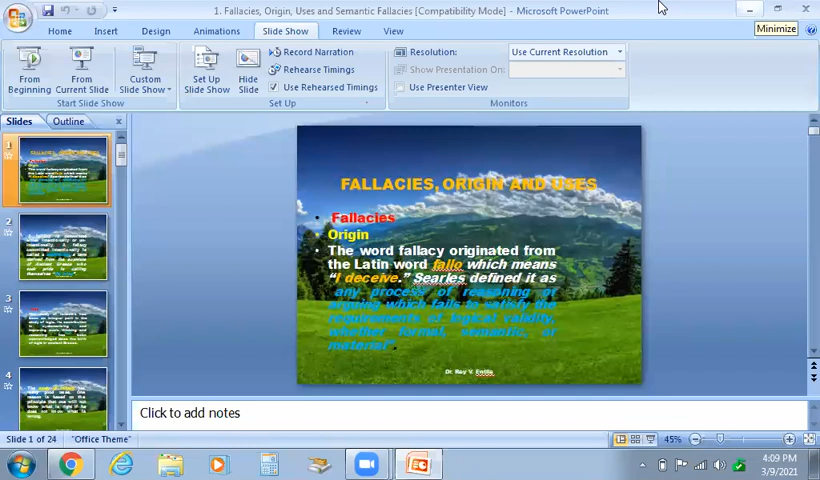 1. Fallacies, Origin, Uses and Semantic Fallacies [Compatibility Mode] - Microsoft PowerPoint
Minimize
Home Insert Design Animations Slide Show Review View
From Beginning
From Current Slide
Custom Slide Show
Start Slide Show
Set Up Slide Show
Hide Slide
Record Narration
Rehearse Timings
Use Rehearsed Timings
Set Up
Resolution: Use Current Resolution
Show Presentation On:
Use Presenter View
Monitors
Slides Outline
1
2
3
4
FALLACIES, ORIGIN AND USES
• Fallacies
• Origin
• The word fallacy originated from
the Latin word fallo which means
“I deceive.” Searles defined it as
any process of reasoning or
arguing which fails to satisfy the
requirements of logical validity,
whether formal, semantic, or
material”.
Click to add notes
Slide 1 of 24 "Office Theme" 45%
4:09 PM
3/9/2021